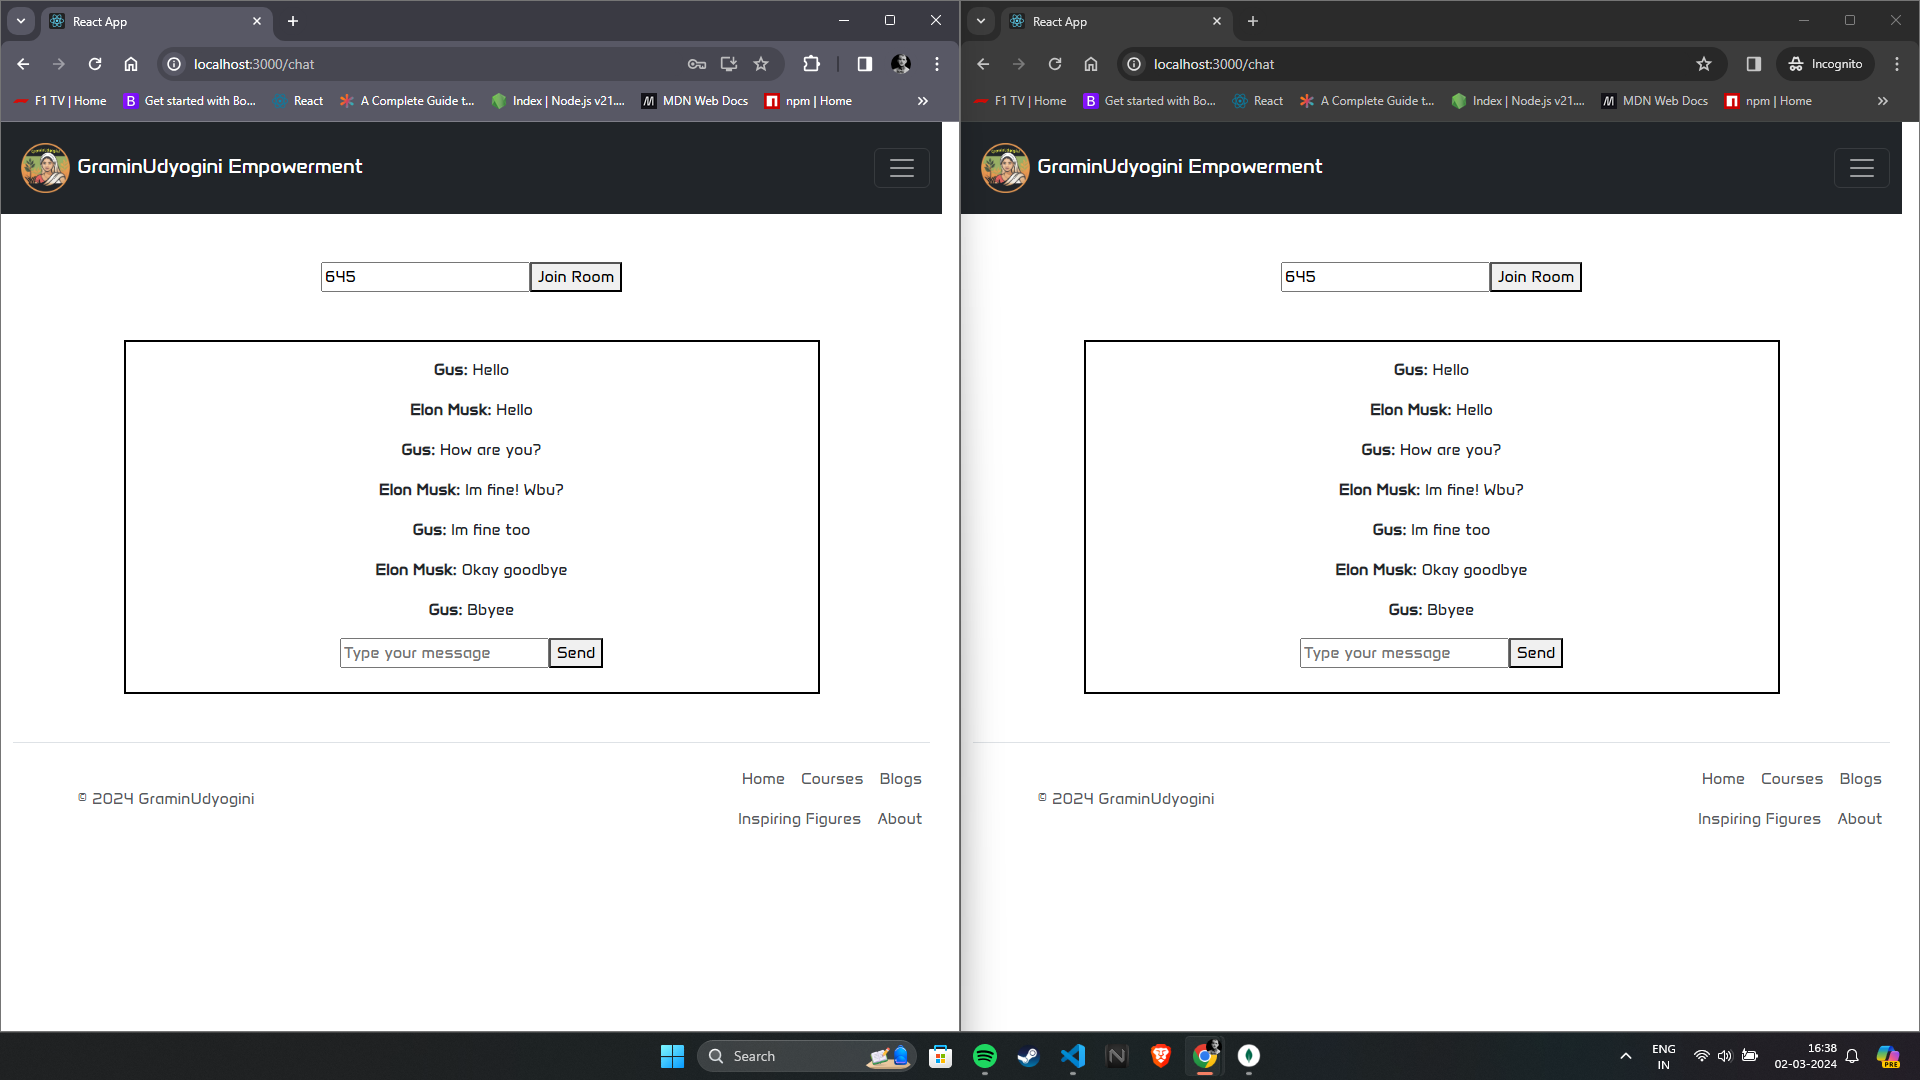 React App
localhost:3000/chat
F1 TV | Home Get started with Bo... React A Complete Guide t... Index | Node.js v21.... MDN Web Docs npm | Home
GraminUdyogini Empowerment
645 Join Room
Gus: Hello
Elon Musk: Hello
Gus: How are you?
Elon Musk: Im fine! Wbu?
Gus: Im fine too
Elon Musk: Okay goodbye
Gus: Bbyee
Type your message Send
Home Courses Blogs
© 2024 GraminUdyogini
Inspiring Figures About
React App
localhost:3000/chat Incognito
F1 TV | Home Get started with Bo... React A Complete Guide t... Index | Node.js v21.... MDN Web Docs npm | Home
GraminUdyogini Empowerment
645 Join Room
Gus: Hello
Elon Musk: Hello
Gus: How are you?
Elon Musk: Im fine! Wbu?
Gus: Im fine too
Elon Musk: Okay goodbye
Gus: Bbyee
Type your message Send
Home Courses Blogs
© 2024 GraminUdyogini
Inspiring Figures About
Search
ENG
IN
16:38
02-03-2024
PRE